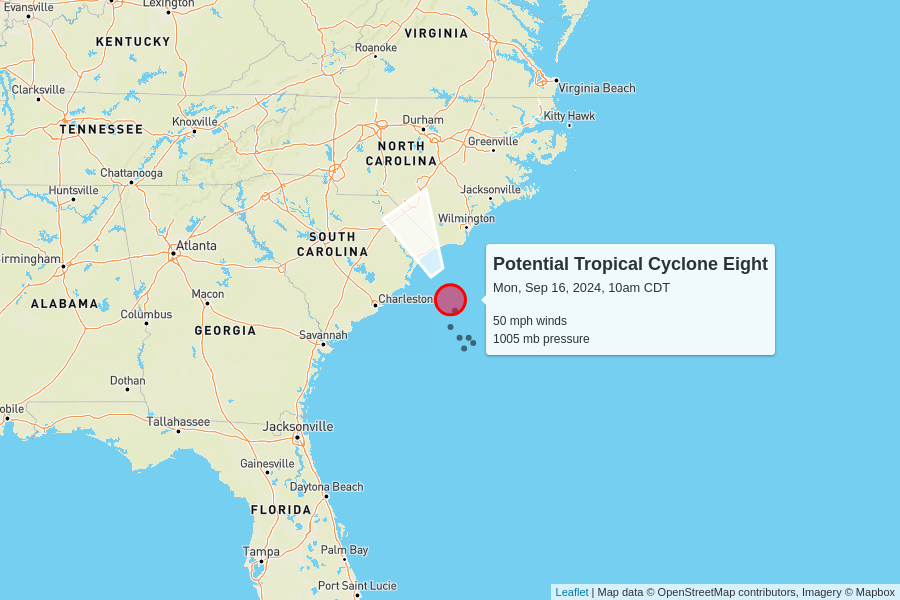 Evansville
Lexington
KENTUCKY
VIRGINIA
Roanoke
Clarksville
Virginia Beach
Kitty Hawk
TENNESSEE
Knoxville
Durham
Greenville
NORTH
CAROLINA
Chattanooga
Huntsville
Jacksonville
Wilmington
SOUTH
CAROLINA
Atlanta
Birmingham
Potential Tropical Cyclone Eight
Mon, Sep 16, 2024, 10am CDT
50 mph winds
1005 mb pressure
ALABAMA
Macon
Charleston
Columbus
GEORGIA
Savannah
Dothan
obile
Tallahassee
Jacksonville
Gainesville
Daytona Beach
FLORIDA
Tampa
Palm Bay
Port Saint Lucie
Leaflet | Map data © OpenStreetMap contributors, Imagery © Mapbox